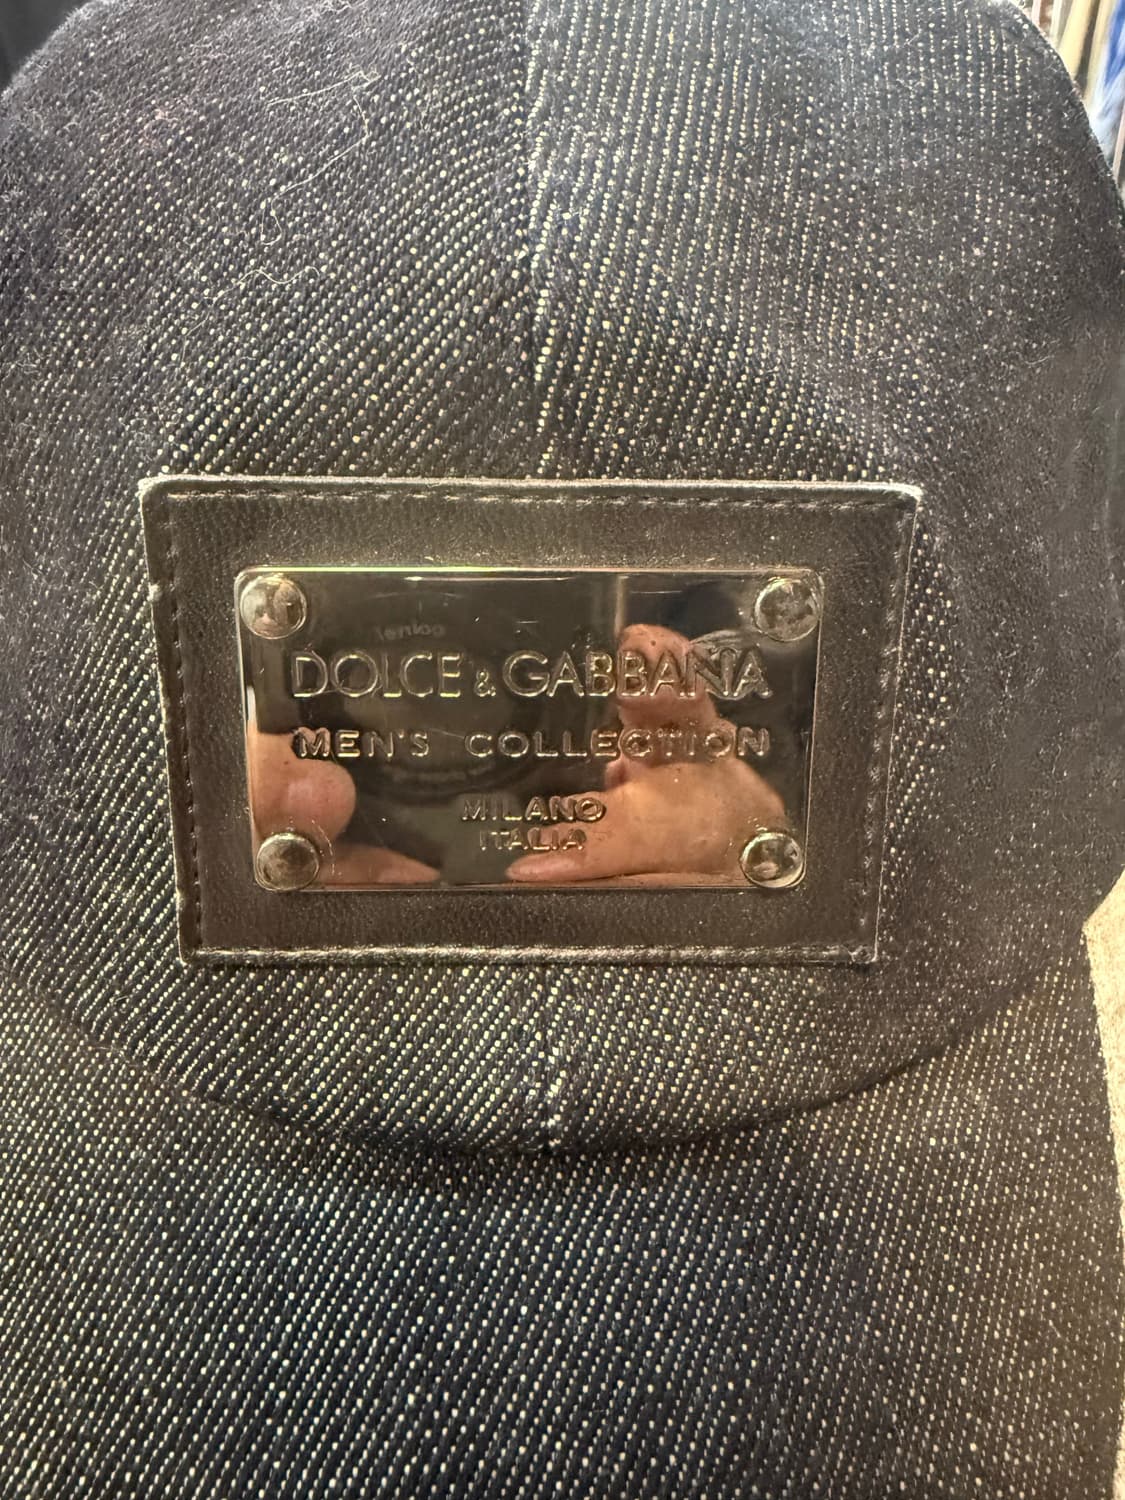 DOLCE & GABBANA
MEN'S COLLECTION
MILANO
ITALIA